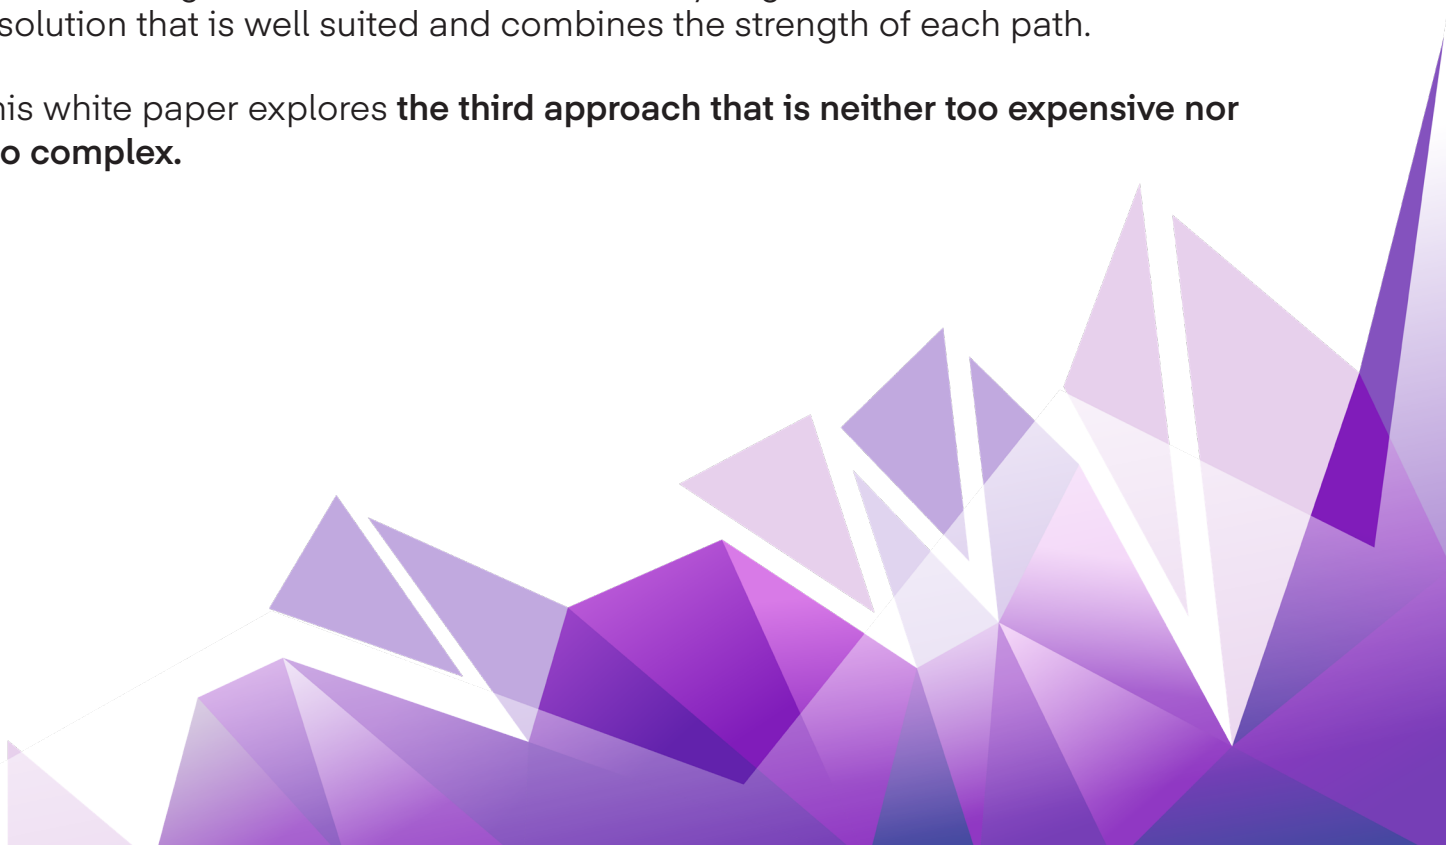 solution that is well suited and combines the strength of each path.
his white paper explores the third approach that is neither too expensive nor
o complex.